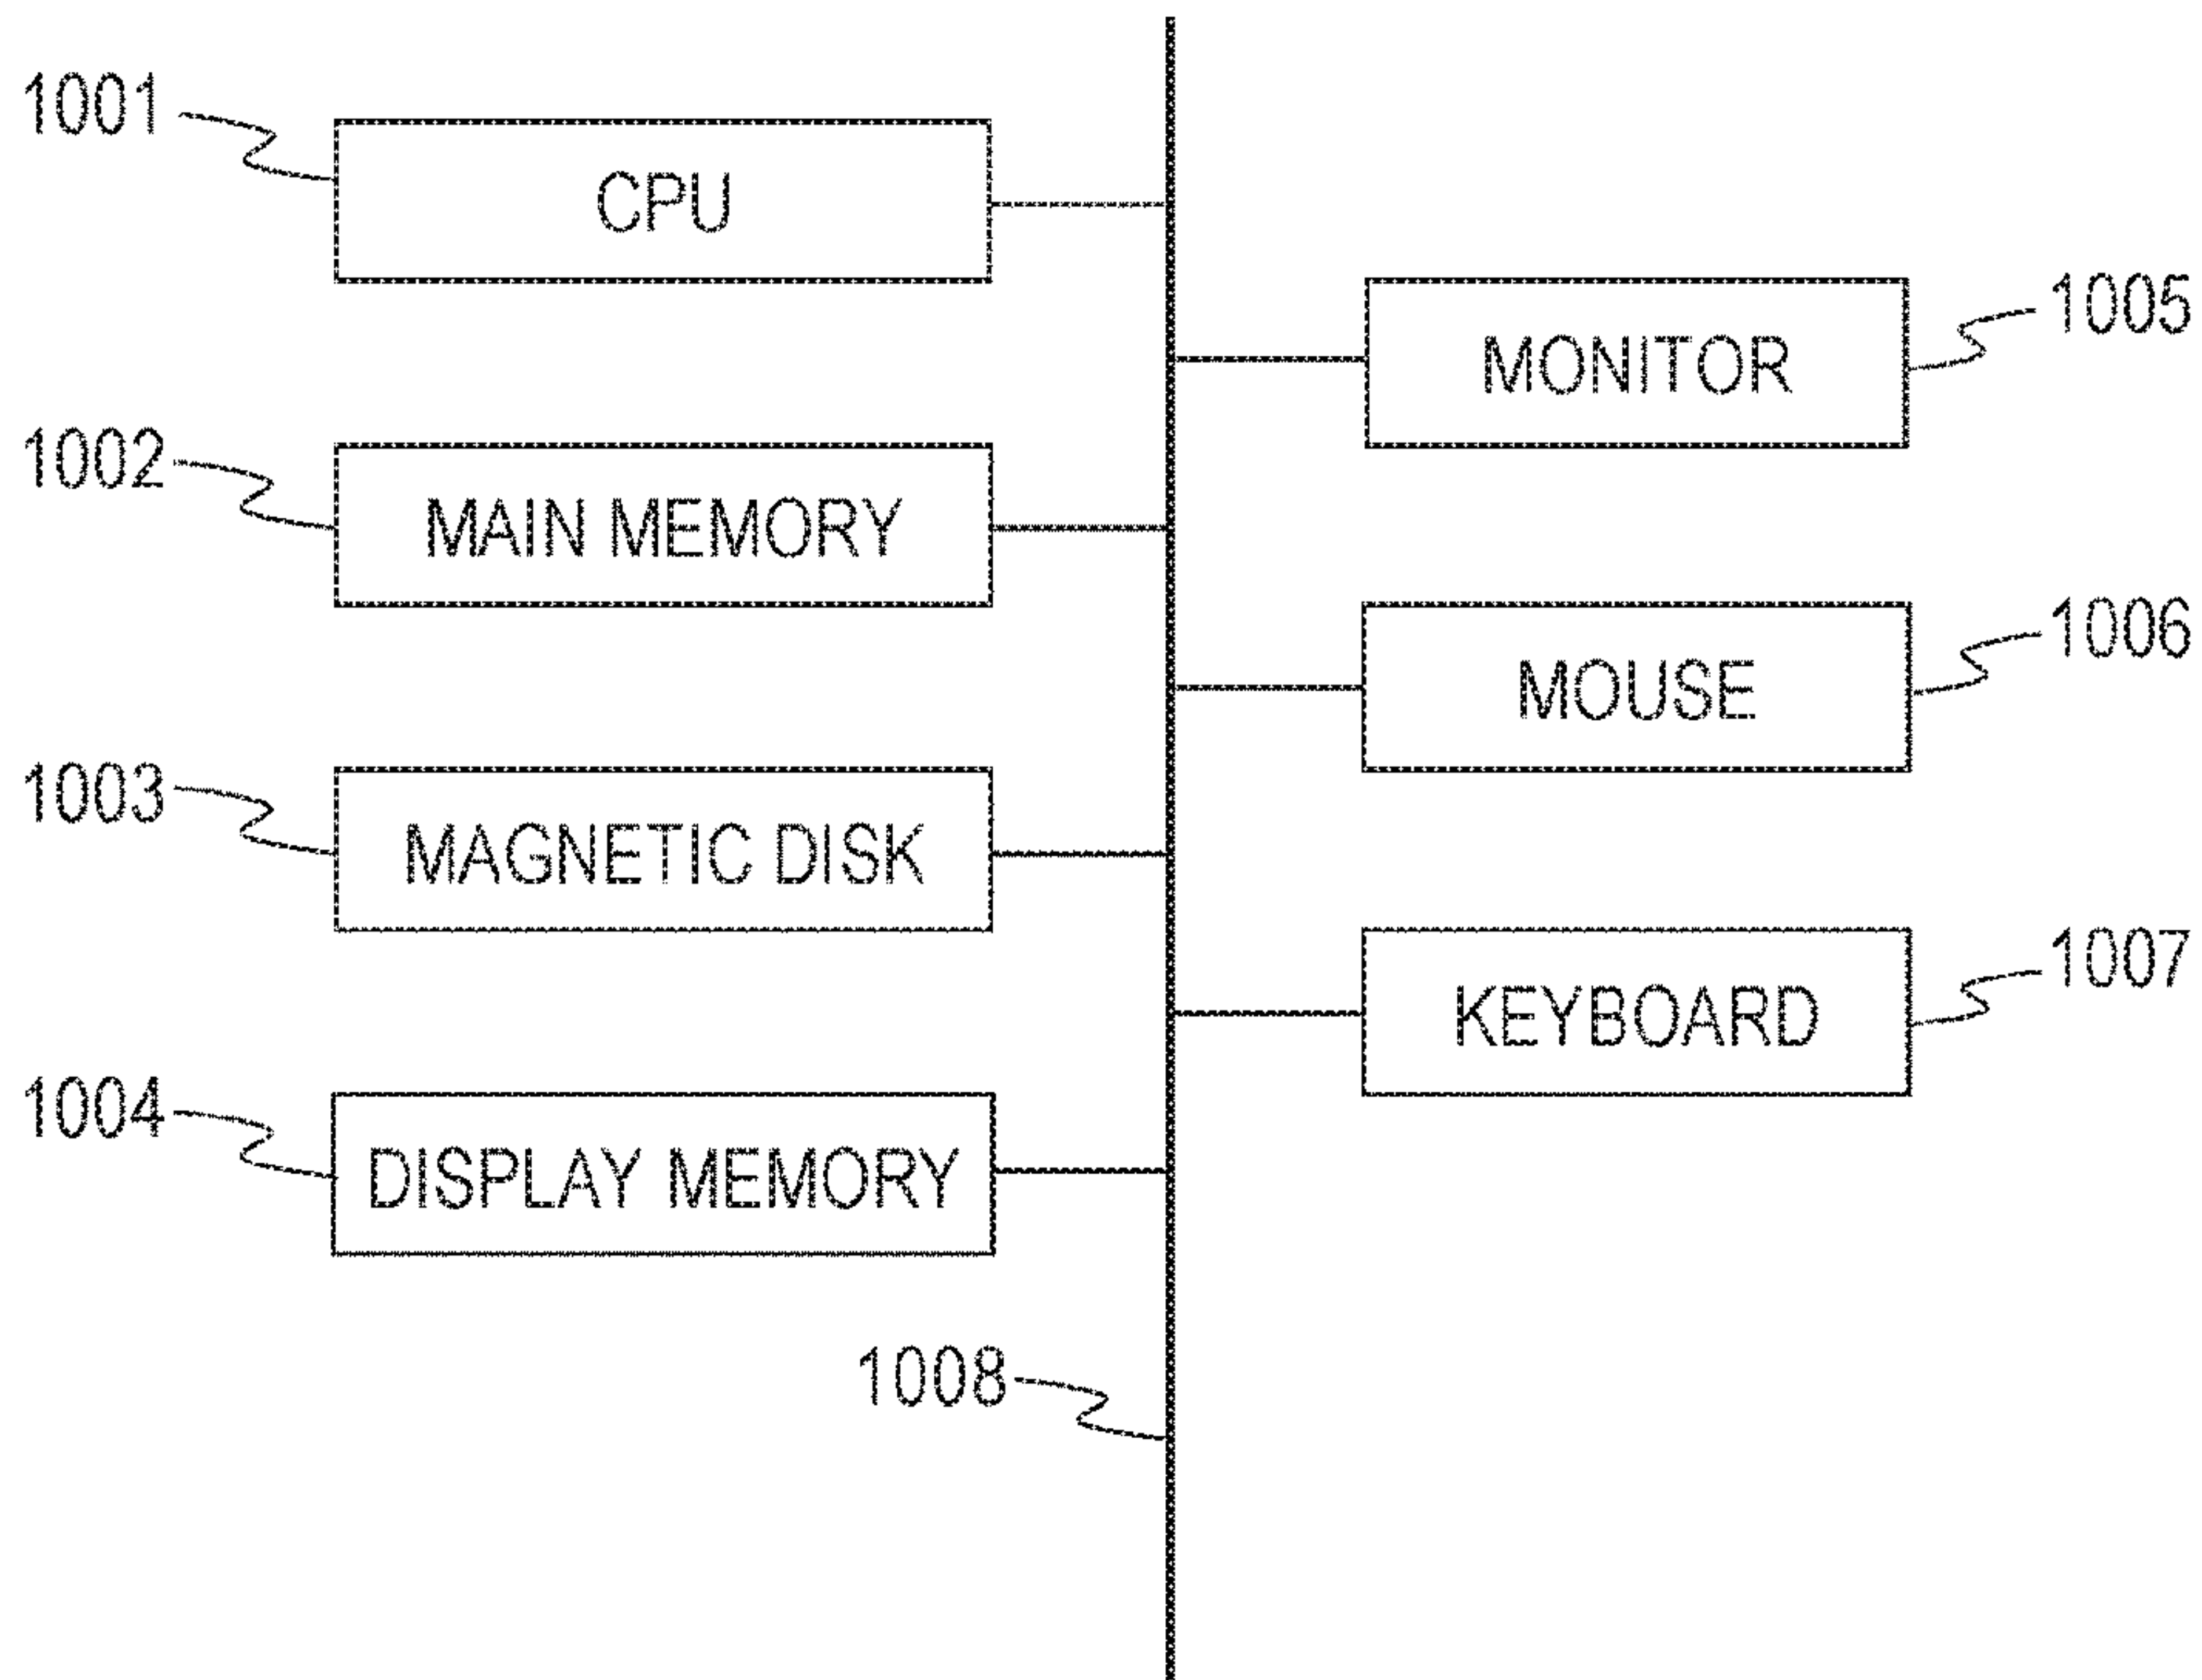 1001
CPU
1005
MONITOR
1002
MAIN MEMORY
1006
MOUSE
1003
MAGNETIC DISK
1007
KEYBOARD
1004
DISPLAY MEMORY
1008